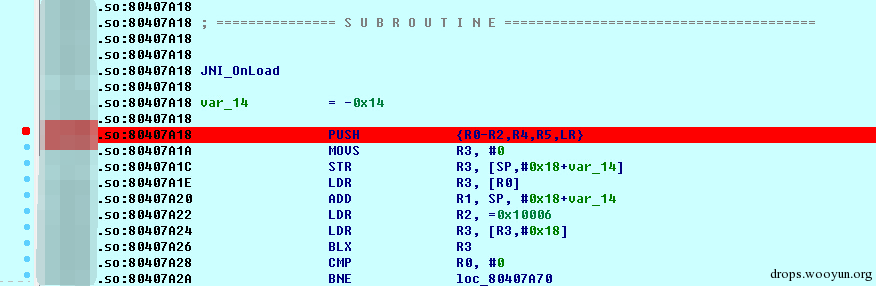 .so:80407A18
.so:80407A18 ; =============== S U B R O U T I N E =======================================
.so:80407A18
.so:80407A18
.so:80407A18 JNI_OnLoad
.so:80407A18
.so:80407A18 var_14 = -0x14
.so:80407A18
.so:80407A18 PUSH {R0-R2,R4,R5,LR}
.so:80407A1A MOVS R3, #0
.so:80407A1C STR R3, [SP,#0x18+var_14]
.so:80407A1E LDR R3, [R0]
.so:80407A20 ADD R1, SP, #0x18+var_14
.so:80407A22 LDR R2, =0x10006
.so:80407A24 LDR R3, [R3,#0x18]
.so:80407A26 BLX R3
.so:80407A28 CMP R0, #0
.so:80407A2A BNE loc_80407A70
drops.wooyun.org